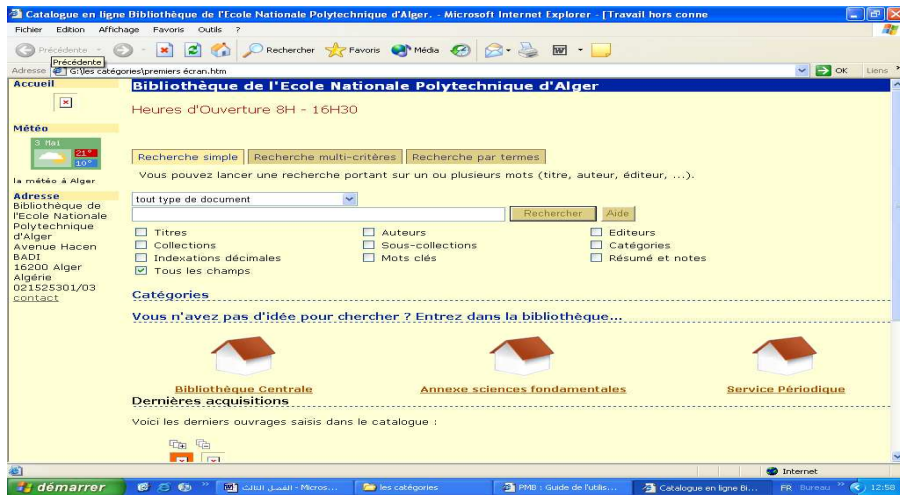 Catalogue en ligne Bibliothèque de l'Ecole Nationale Polytechnique d'Alger. - Microsoft Internet Explorer - [Travail hors conne
Fichier Edition Affichage Favoris Outils ?
Précédente Rechercher Favoris Média
Précédente
Adresse G:\les catégories\premiers écran.htm OK Liens
Accueil
Météo
3 Mai
21°
10°
la météo à Alger
Adresse
Bibliothèque de
l'Ecole Nationale
Polytechnique
d'Alger
Avenue Hacen
BADI
16200 Alger
Algérie
021525301/03
contact
Bibliothèque de l'Ecole Nationale Polytechnique d'Alger
Heures d'Ouverture 8H - 16H30
Recherche simple Recherche multi-critères Recherche par termes
Vous pouvez lancer une recherche portant sur un ou plusieurs mots (titre, auteur, éditeur, ...).
tout type de document
Rechercher Aide
Titres Auteurs Editeurs
Collections Sous-collections Catégories
Indexations décimales Mots clés Résumé et notes
Tous les champs
Catégories
Vous n'avez pas d'idée pour chercher ? Entrez dans la bibliothèque...
Bibliothèque Centrale Annexe sciences fondamentales Service Périodique
Dernières acquisitions
Voici les derniers ouvrages saisis dans le catalogue :
Internet
démarrer الفصل الثالث - Micros... les catégories PMB : Guide de l'utilis... Catalogue en ligne Bi... FR Bureau 12:58